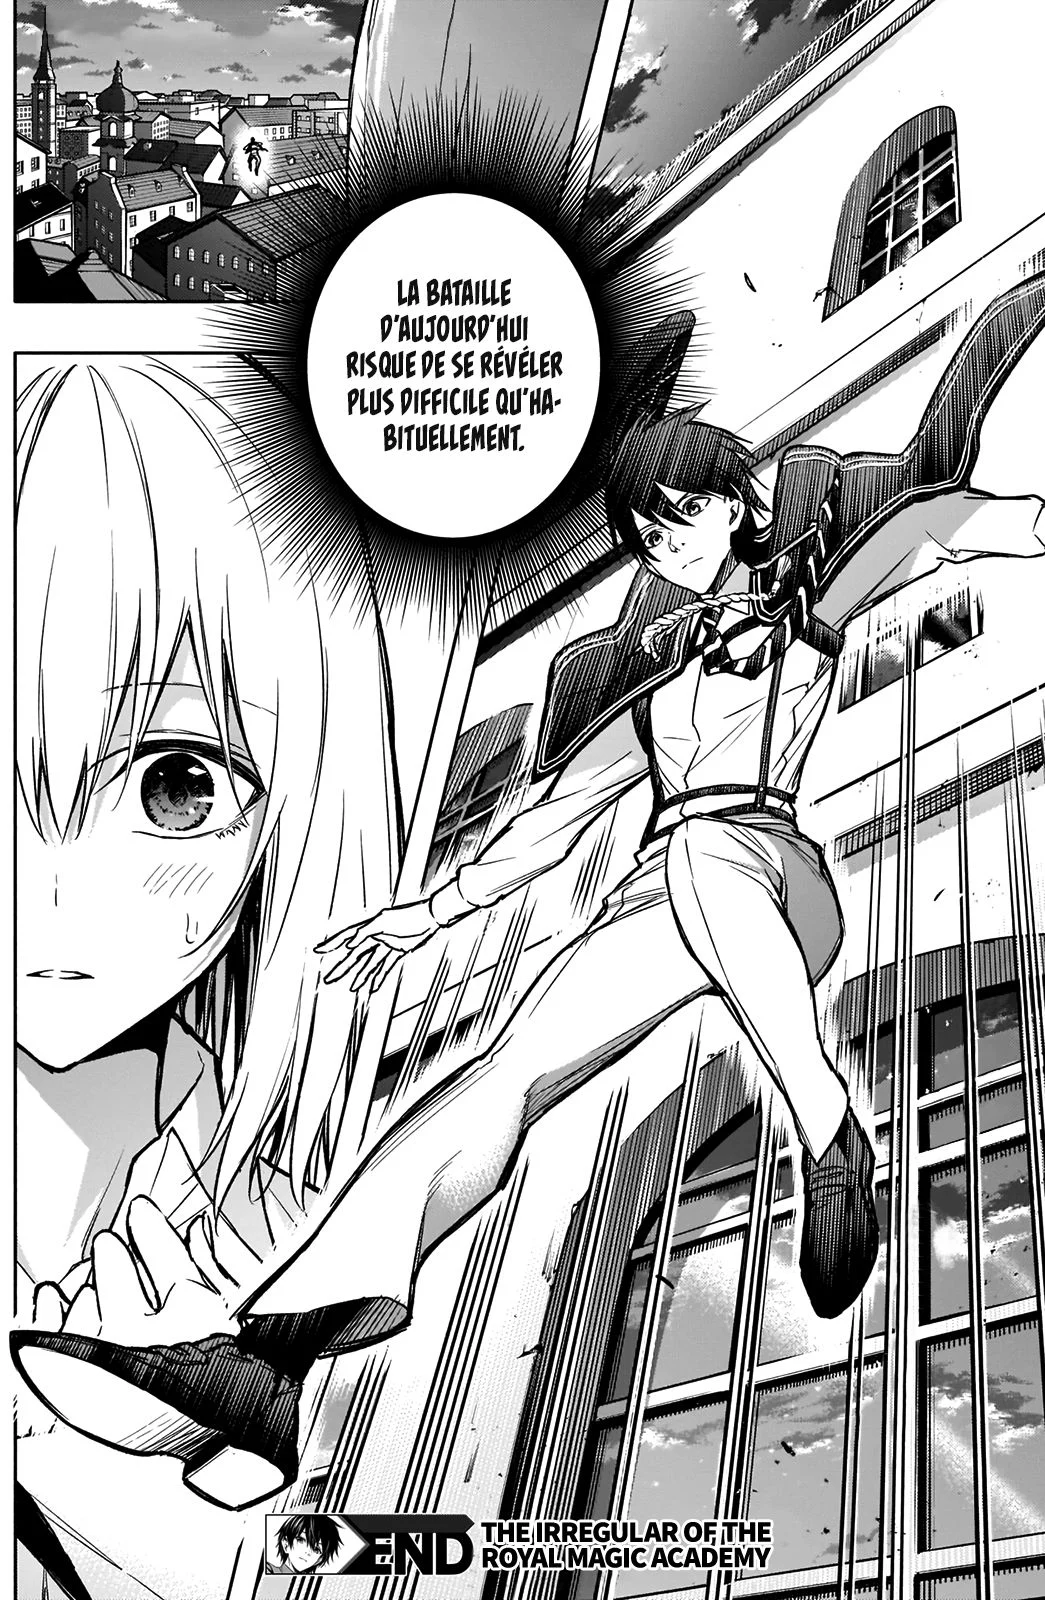 LA BATAILLE
D'AUJOURD'HUI
RISQUE DE SE RÉVÉLER
PLUS DIFFICILE QU'HA-
BITUELLEMENT.
END
THE IRREGULAR OF THE
ROYAL MAGIC ACADEMY